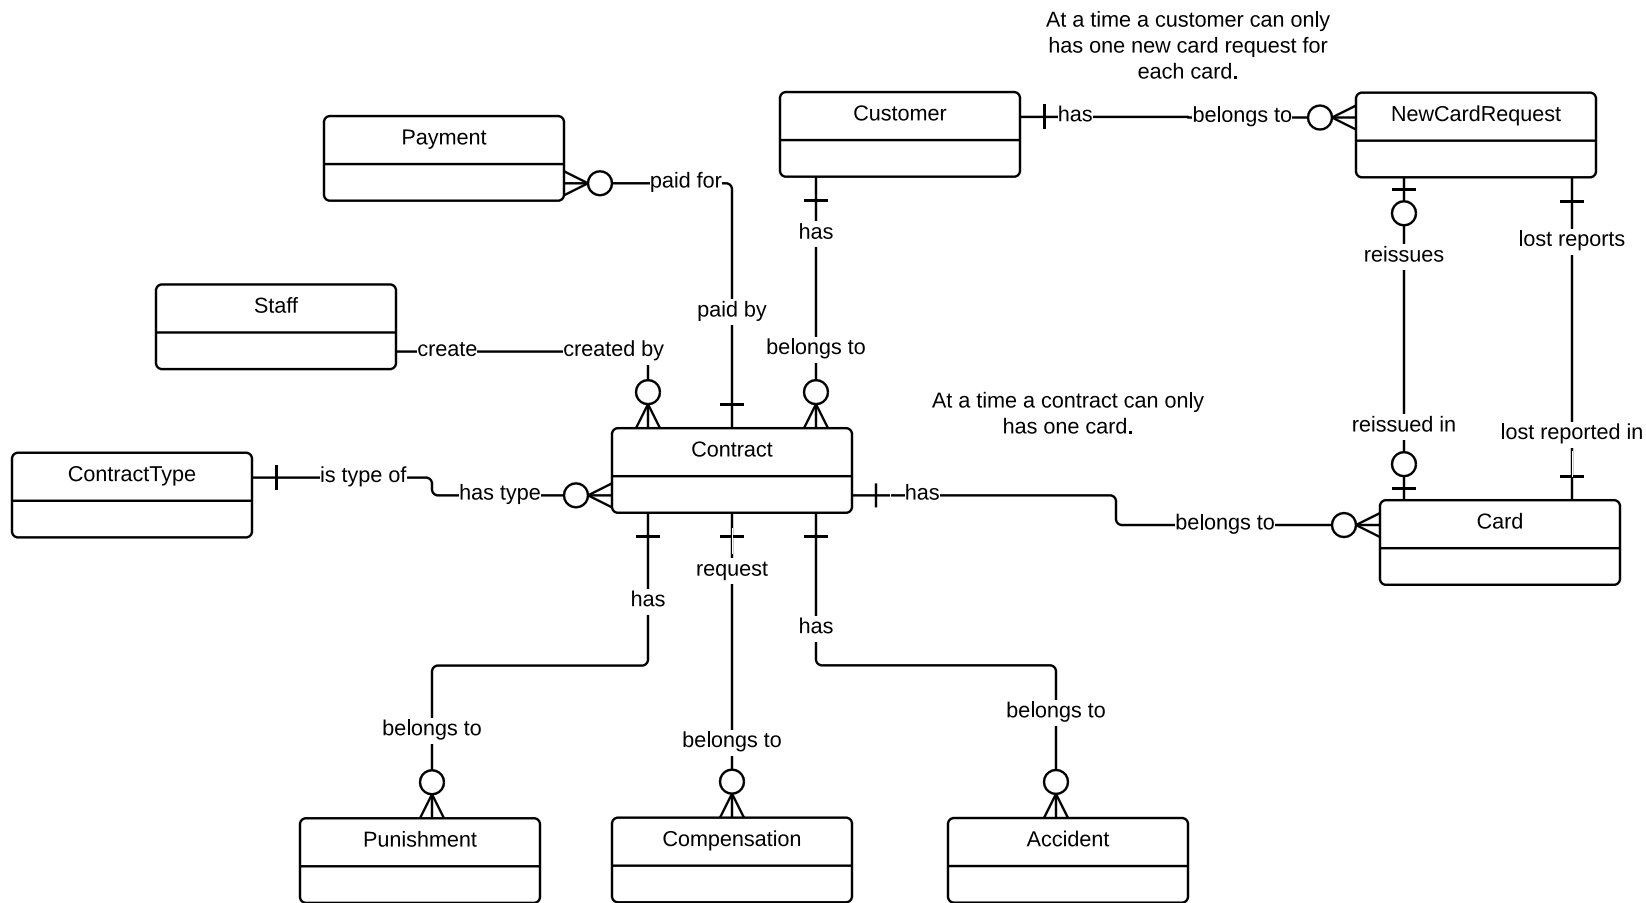 At a time a customer can only
has one new card request for
each card.
Customer
has
belongs to
NewCardRequest
Payment
paid for
has
lost reports
reissues
Staff
paid by
create
created by
belongs to
At a time a contract can only
has one card.
reissued in
lost reported in
Contract
ContractType
is type of
has type
has
belongs to
Card
request
has
has
belongs to
belongs to
belongs to
Punishment
Compensation
Accident